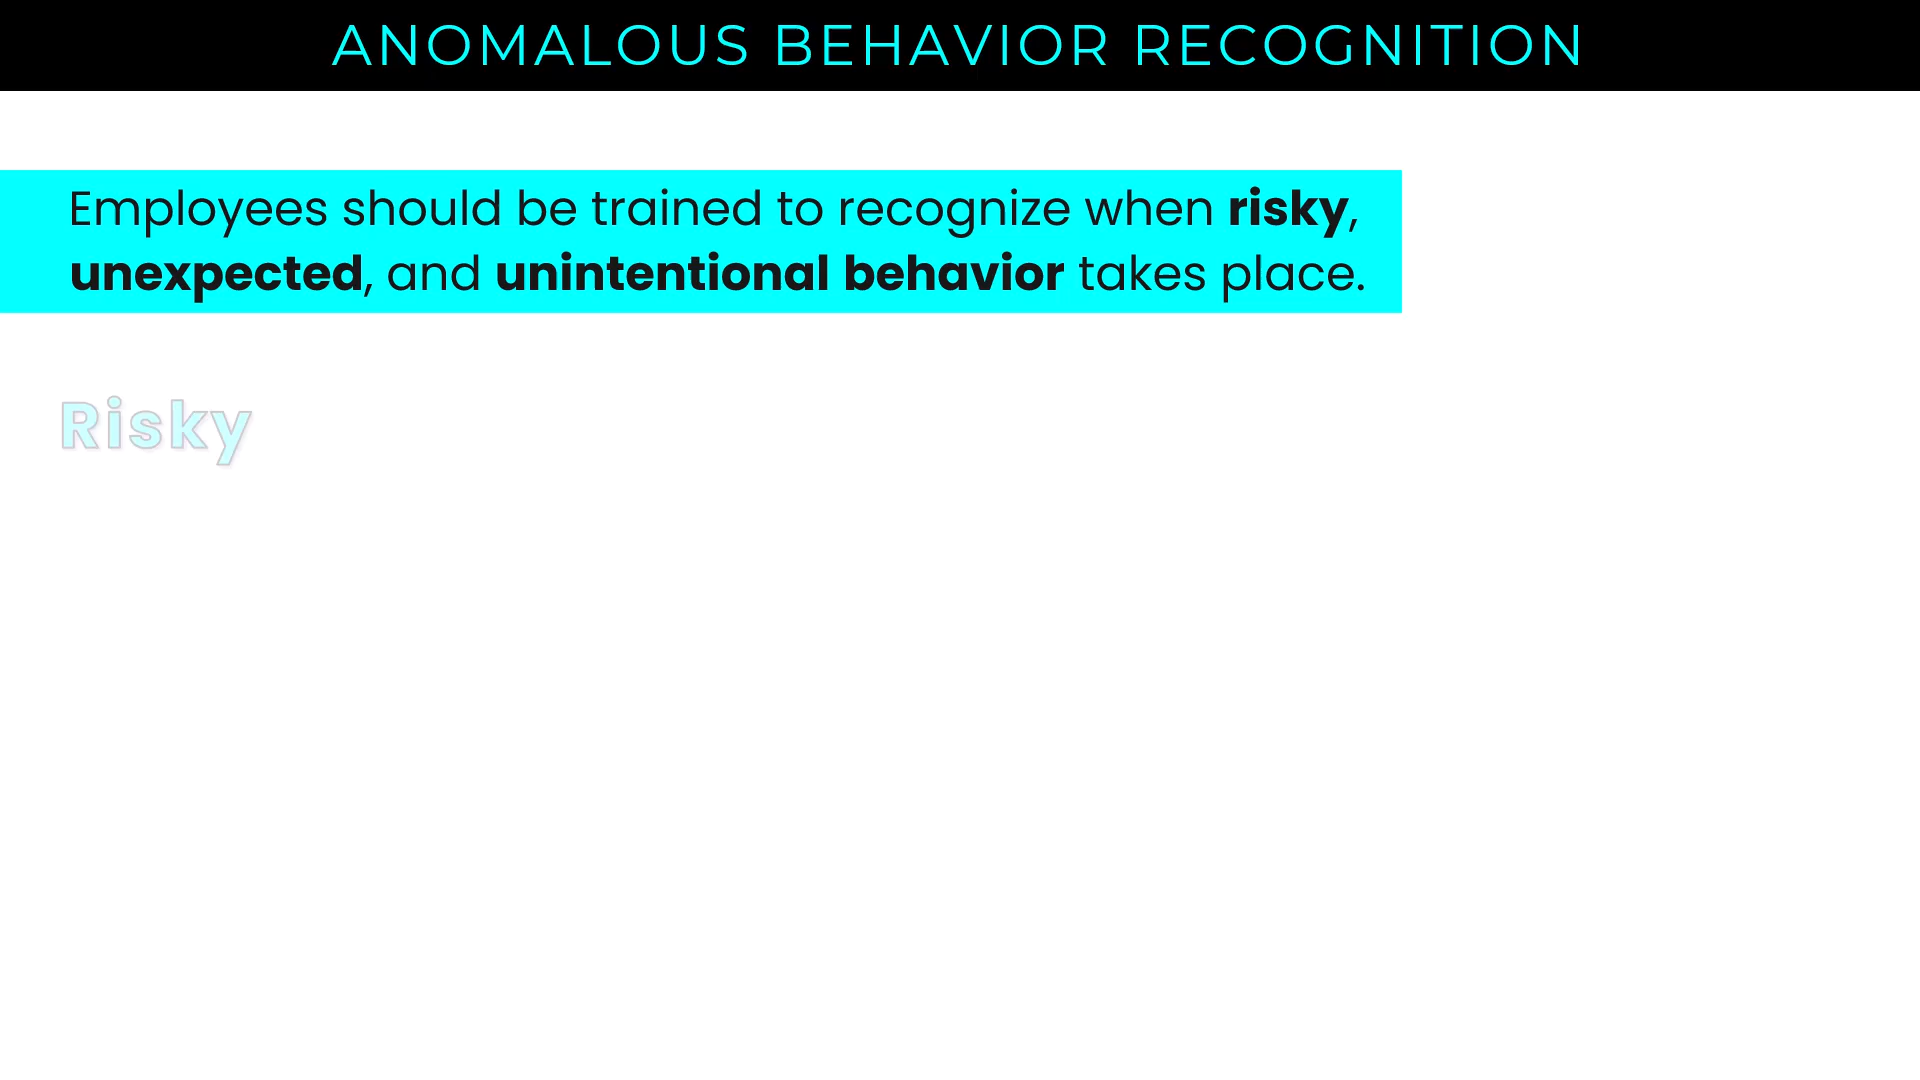 ANOMALOUS BEHAVIOR RECOGNITION
Employees should be trained to recognize when risky,
unexpected, and unintentional behavior takes place.
Risky